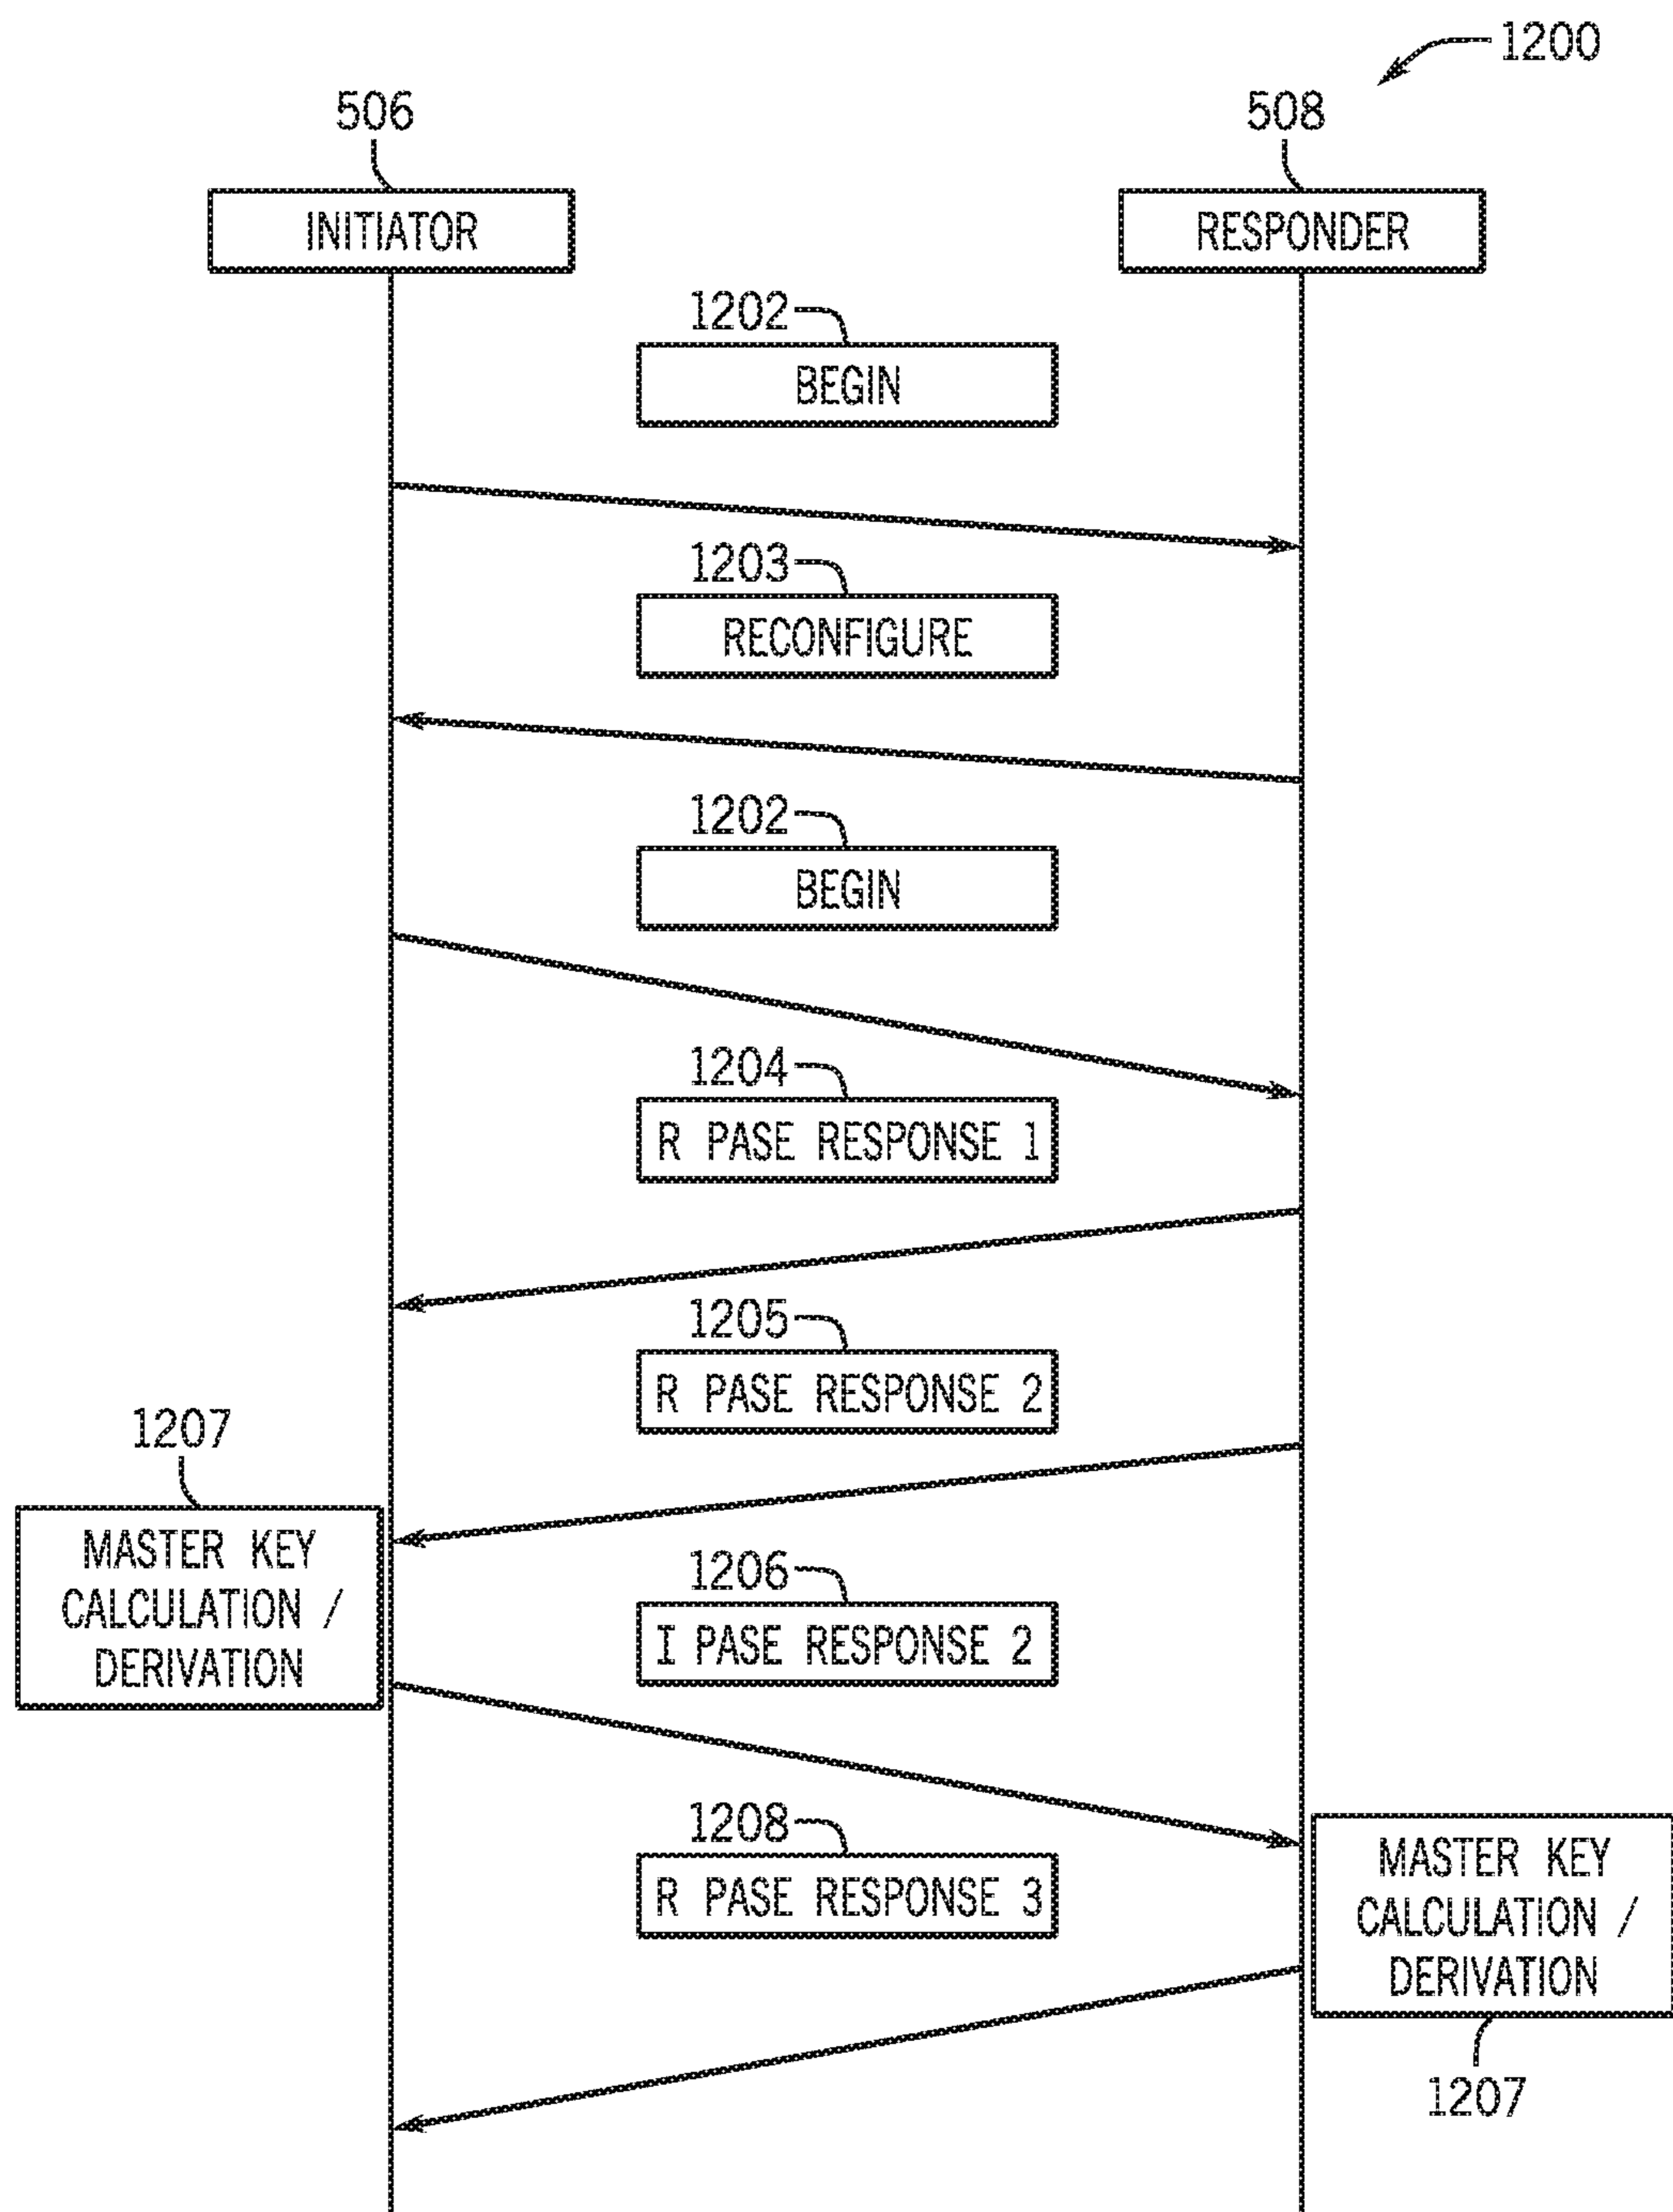 1200
506
508
INITIATOR
RESPONDER
1202
BEGIN
1203
RECONFIGURE
1202
BEGIN
1204
R PASE RESPONSE 1
1205
R PASE RESPONSE 2
1207
MASTER KEY
CALCULATION /
DERIVATION
1206
I PASE RESPONSE 2
1208
R PASE RESPONSE 3
MASTER KEY
CALCULATION /
DERIVATION
1207